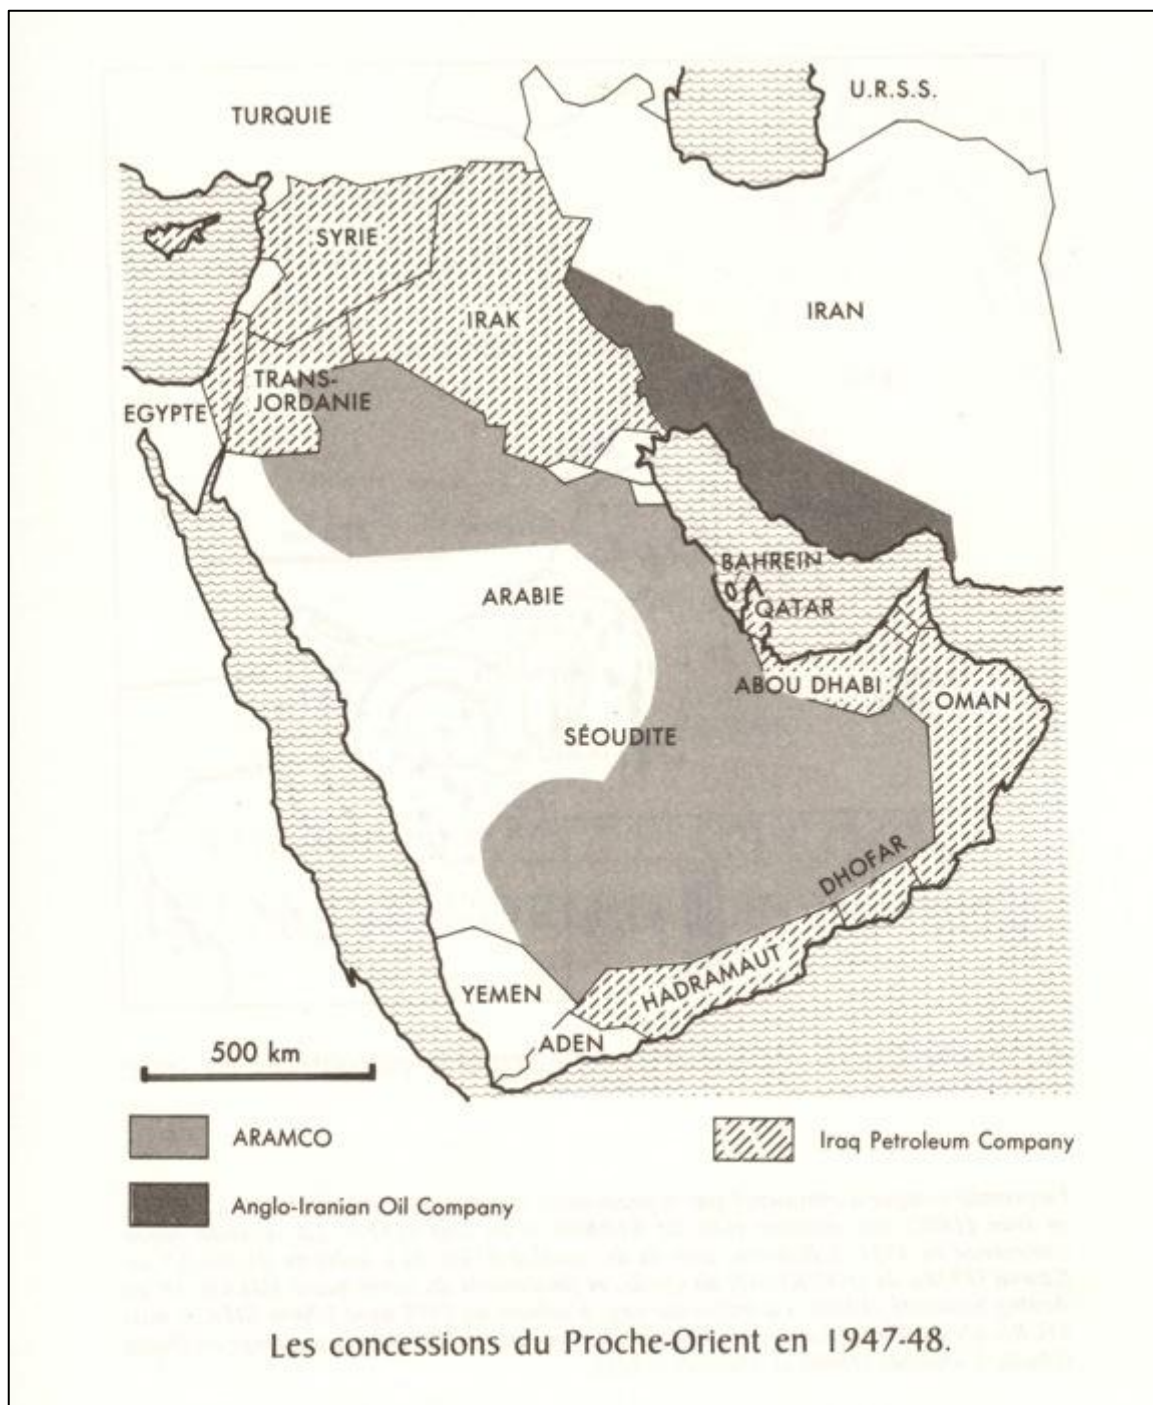 TURQUIE
U.R.S.S.
SYRIE
IRAK
IRAN
TRANS-
JORDANIE
EGYPTE
BAHREIN
QATAR
ARABIE
ABOU DHABI
OMAN
SÉOUDITE
DHOFAR
HADRAMAUT
YEMEN
ADEN
500 km
ARAMCO
Iraq Petroleum Company
Anglo-Iranian Oil Company
Les concessions du Proche-Orient en 1947-48.